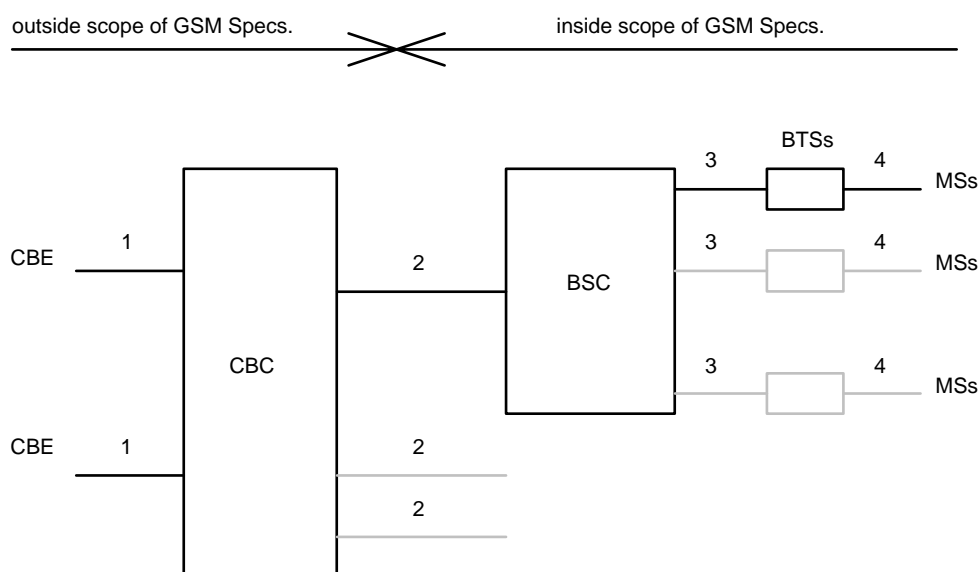 outside scope of GSM Specs.
inside scope of GSM Specs.
BTSs
3
4
MSs
CBE
1
2
3
4
MSs
BSC
CBC
3
4
MSs
CBE
1
2
2